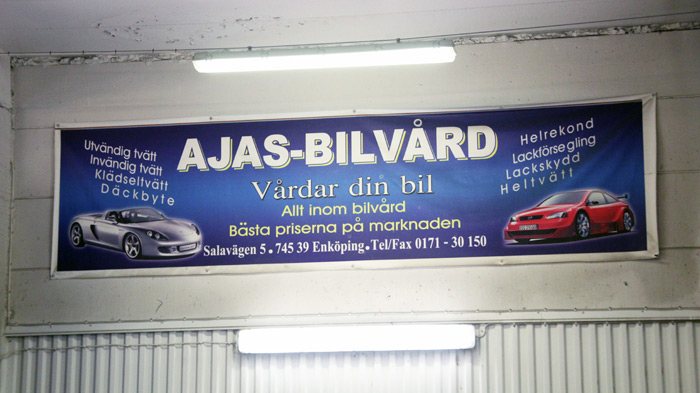 AJAS-BILVÅRD
Vårdar din bil
Allt inom bilvård
Bästa priserna på marknaden
Salavägen 5 • 745 39 Enköping • Tel/Fax 0171 - 30 150
Utvändig tvätt
Invändig tvätt
Klädseltvätt
Däckbyte
Helrekond
Lackförsegling
Lackskydd
Heltvätt